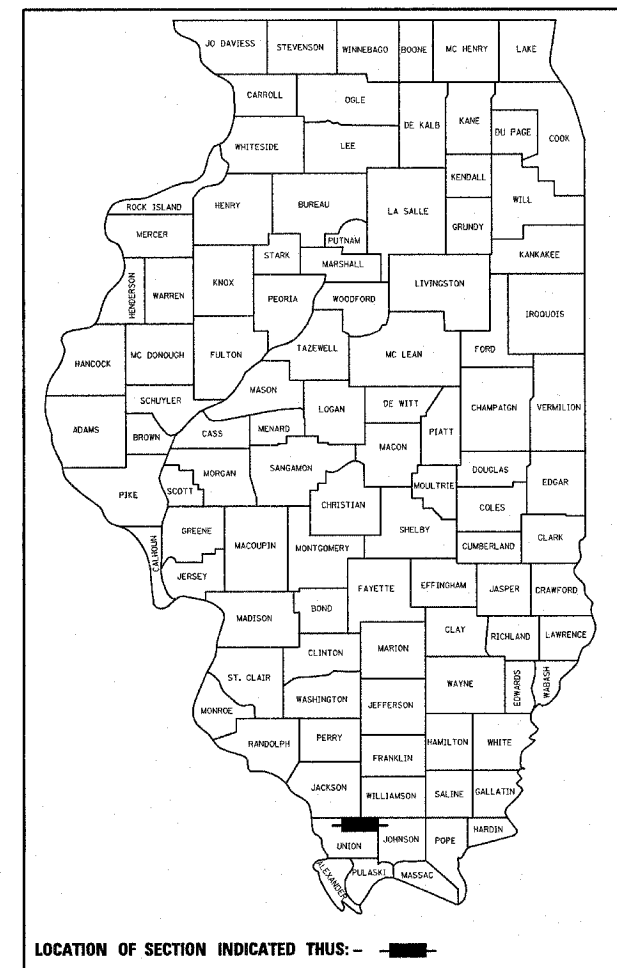 JO DAVIESS STEVENSON WINNEBAGO BOONE MC HENRY LAKE
CARROLL OGLE DE KALB KANE DU PAGE COOK
WHITESIDE LEE
KENDALL WILL
ROCK ISLAND HENRY BUREAU LA SALLE GRUNDY
MERCER PUTNAM
STARK MARSHALL KANKAKEE
HENDERSON WARREN KNOX PEORIA WOODFORD LIVINGSTON
IROQUOIS
HANCOCK MC DONOUGH FULTON TAZEWELL MC LEAN FORD
MASON
SCHUYLER LOGAN DE WITT CHAMPAIGN VERMILION
ADAMS BROWN CASS MENARD MACON PIATT
PIKE SCOTT MORGAN SANGAMON MOULTRIE DOUGLAS EDGAR
CHRISTIAN COLES
CALHOUN GREENE MACOUPIN MONTGOMERY SHELBY CUMBERLAND CLARK
JERSEY
FAYETTE EFFINGHAM JASPER CRAWFORD
MADISON BOND
CLAY RICHLAND LAWRENCE
CLINTON MARION
ST. CLAIR WAYNE EDWARDS WABASH
MONROE WASHINGTON JEFFERSON
RANDOLPH PERRY HAMILTON WHITE
FRANKLIN
JACKSON WILLIAMSON SALINE GALLATIN
UNION JOHNSON POPE HARDIN
ALEXANDER PULASKI MASSAC
LOCATION OF SECTION INDICATED THUS: –